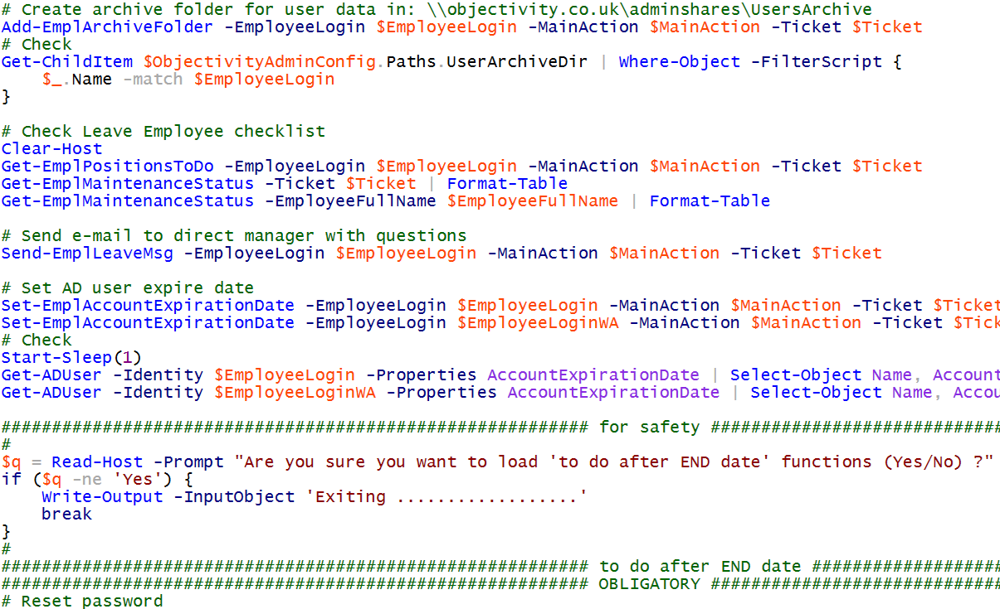 # Create archive folder for user data in: \\objectivity.co.uk\adminshares\UsersArchive
Add-EmplArchiveFolder -EmployeeLogin $EmployeeLogin -MainAction $MainAction -Ticket $Ticket
# Check
Get-ChildItem $ObjectivityAdminConfig.Paths.UserArchiveDir | Where-Object -FilterScript {
    $_.Name -match $EmployeeLogin
}

# Check Leave Employee checklist
Clear-Host
Get-EmplPositionsToDo -EmployeeLogin $EmployeeLogin -MainAction $MainAction -Ticket $Ticket
Get-EmplMaintenanceStatus -Ticket $Ticket | Format-Table
Get-EmplMaintenanceStatus -EmployeeFullName $EmployeeFullName | Format-Table

# Send e-mail to direct manager with questions
Send-EmplLeaveMsg -EmployeeLogin $EmployeeLogin -MainAction $MainAction -Ticket $Ticket

# Set AD user expire date
Set-EmplAccountExpirationDate -EmployeeLogin $EmployeeLogin -MainAction $MainAction -Ticket $Ticket
Set-EmplAccountExpirationDate -EmployeeLogin $EmployeeLoginWA -MainAction $MainAction -Ticket $Tick
# Check
Start-Sleep(1)
Get-ADUser -Identity $EmployeeLogin -Properties AccountExpirationDate | Select-Object Name, Account
Get-ADUser -Identity $EmployeeLoginWA -Properties AccountExpirationDate | Select-Object Name, Accou

########################################################## for safety #############################
#
$q = Read-Host -Prompt "Are you sure you want to load 'to do after END date' functions (Yes/No) ?"
if ($q -ne 'Yes') {
    Write-Output -InputObject 'Exiting ..................'
    break
}
#
########################################################## to do after END date ###################
########################################################## OBLIGATORY #############################
# Reset password